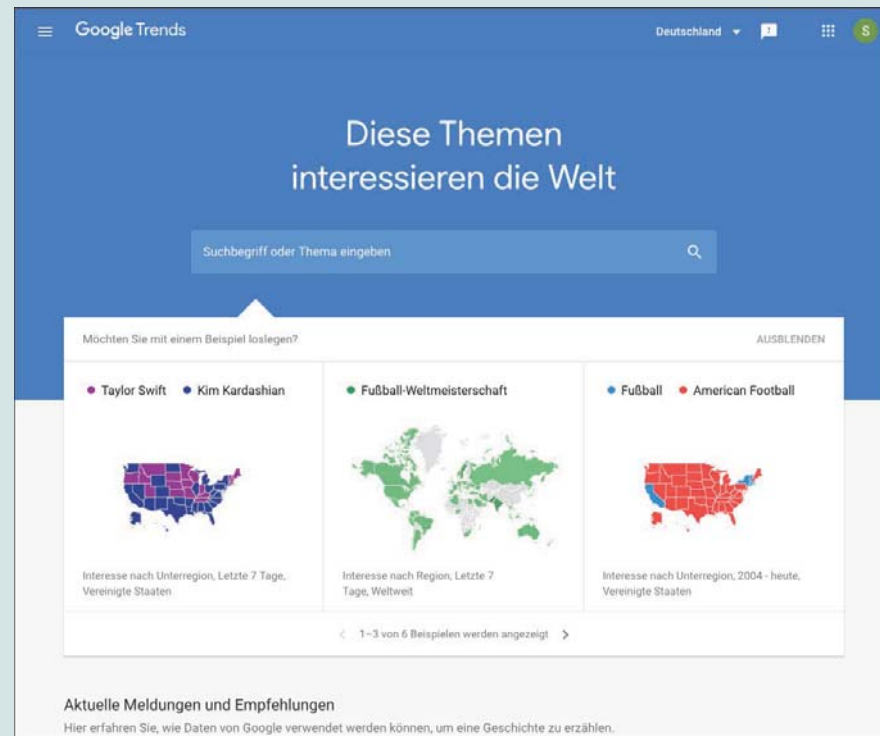 Google Trends
Deutschland
S
Diese Themen
interessieren die Welt
Suchbegriff oder Thema eingeben
Möchten Sie mit einem Beispiel loslegen?
AUSBLENDEN
Taylor Swift Kim Kardashian
Fußball-Weltmeisterschaft
Fußball American Football
Interesse nach Unterregion, Letzte 7 Tage,
Vereinigte Staaten
Interesse nach Region, Letzte 7
Tage, Weltweit
Interesse nach Unterregion, 2004 - heute,
Vereinigte Staaten
1–3 von 6 Beispielen werden angezeigt
Aktuelle Meldungen und Empfehlungen
Hier erfahren Sie, wie Daten von Google verwendet werden können, um eine Geschichte zu erzählen.